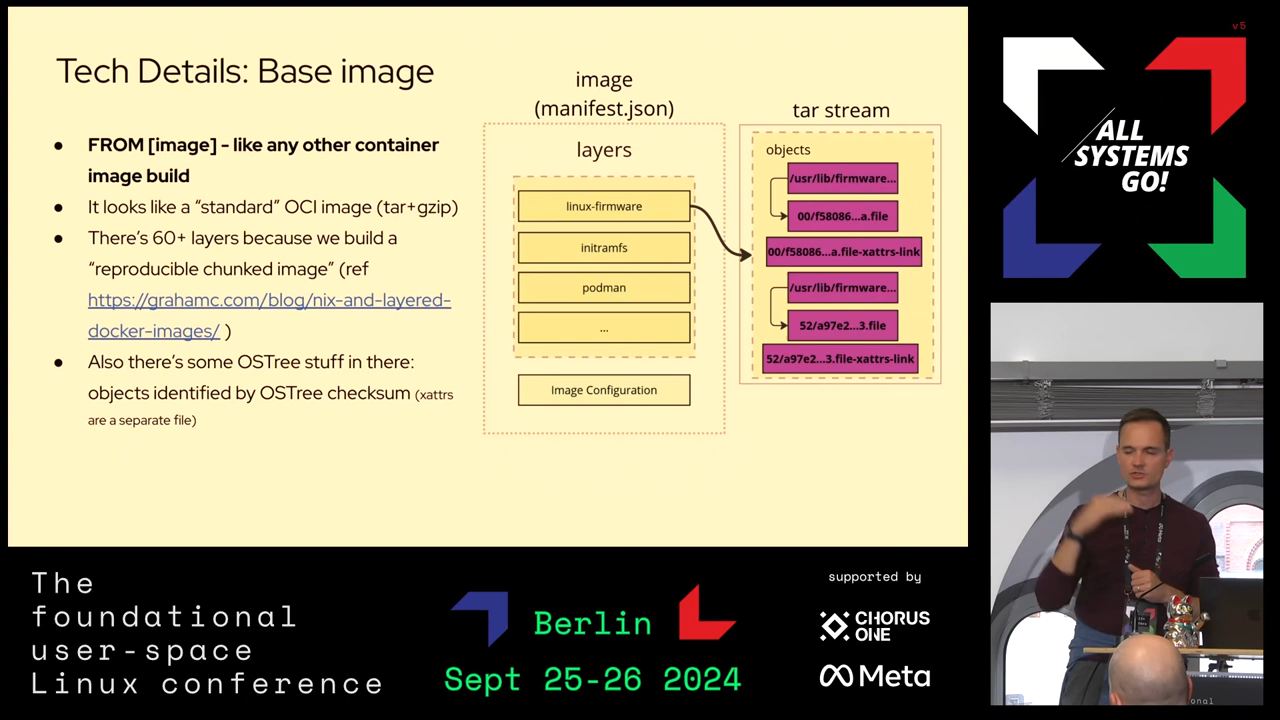 Tech Details: Base image
● FROM [image] - like any other container
image build
● It looks like a “standard” OCI image (tar+gzip)
● There’s 60+ layers because we build a
“reproducible chunked image” (ref
https://grahamc.com/blog/nix-and-layered-
docker-images/ )
● Also there’s some OSTree stuff in there:
objects identified by OSTree checksum (xattrs
are a separate file)
image
(manifest.json)
layers
linux-firmware
initramfs
podman
...
Image Configuration
tar stream
objects
/usr/lib/firmware...
00/f58086...a.file
00/f58086...a.file-xattrs-link
/usr/lib/firmware...
52/a97e2...3.file
52/a97e2...3.file-xattrs-link
v5
ALL
SYSTEMS
GO!
The
foundational
user-space
Linux conference
Berlin
Sept 25-26 2024
supported by
CHORUS
ONE
Meta